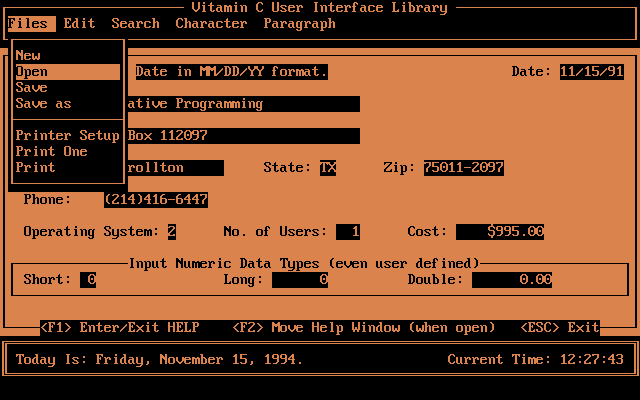 Vitamin C User Interface Library
Files Edit Search Character Paragraph
New
Open Date in MM/DD/YY format. Date: 11/15/91
Save
Save as ative Programming
Printer Setup Box 112097
Print One
Print rollton State: TX Zip: 75011-2097
Phone: (214)416-6447
Operating System: 2 No. of Users: 1 Cost: $995.00
Input Numeric Data Types (even user defined)
Short: 0 Long: 0 Double: 0.00
<F1> Enter/Exit HELP <F2> Move Help Window (when open) <ESC> Exit
Today Is: Friday, November 15, 1994. Current Time: 12:27:43